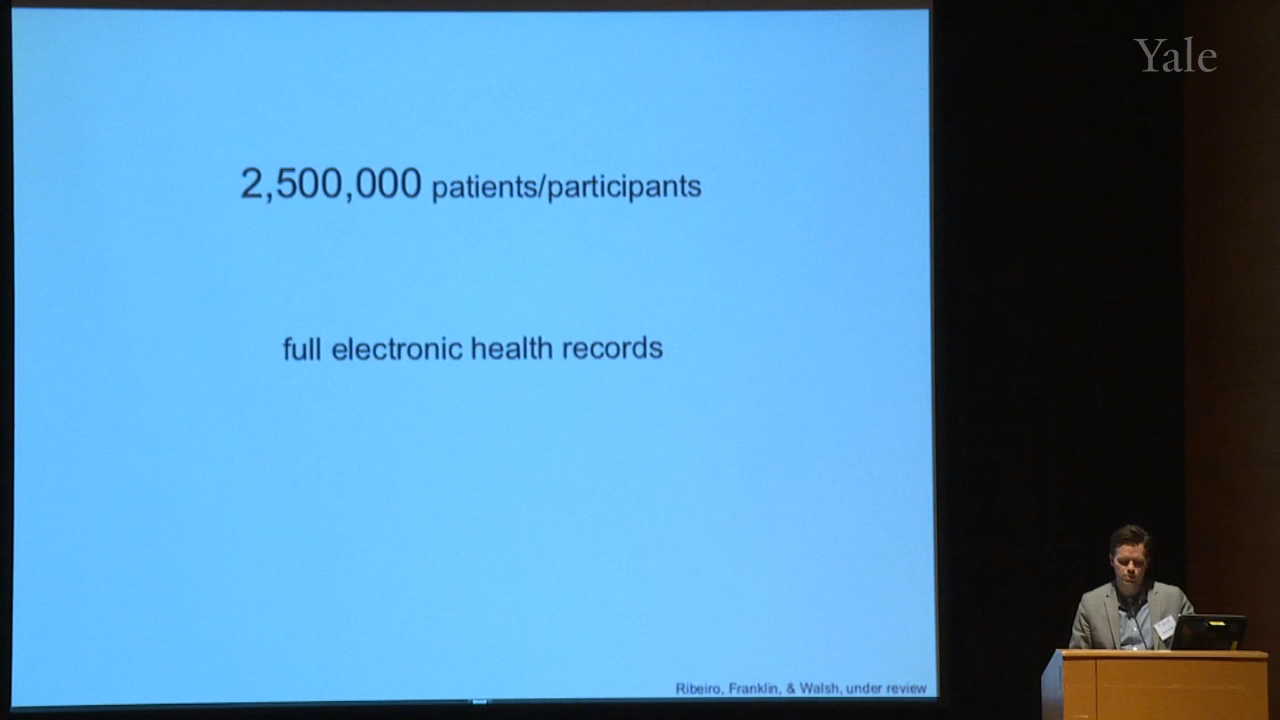 Yale
2,500,000 patients/participants
full electronic health records
Ribeiro, Franklin, & Walsh, under review